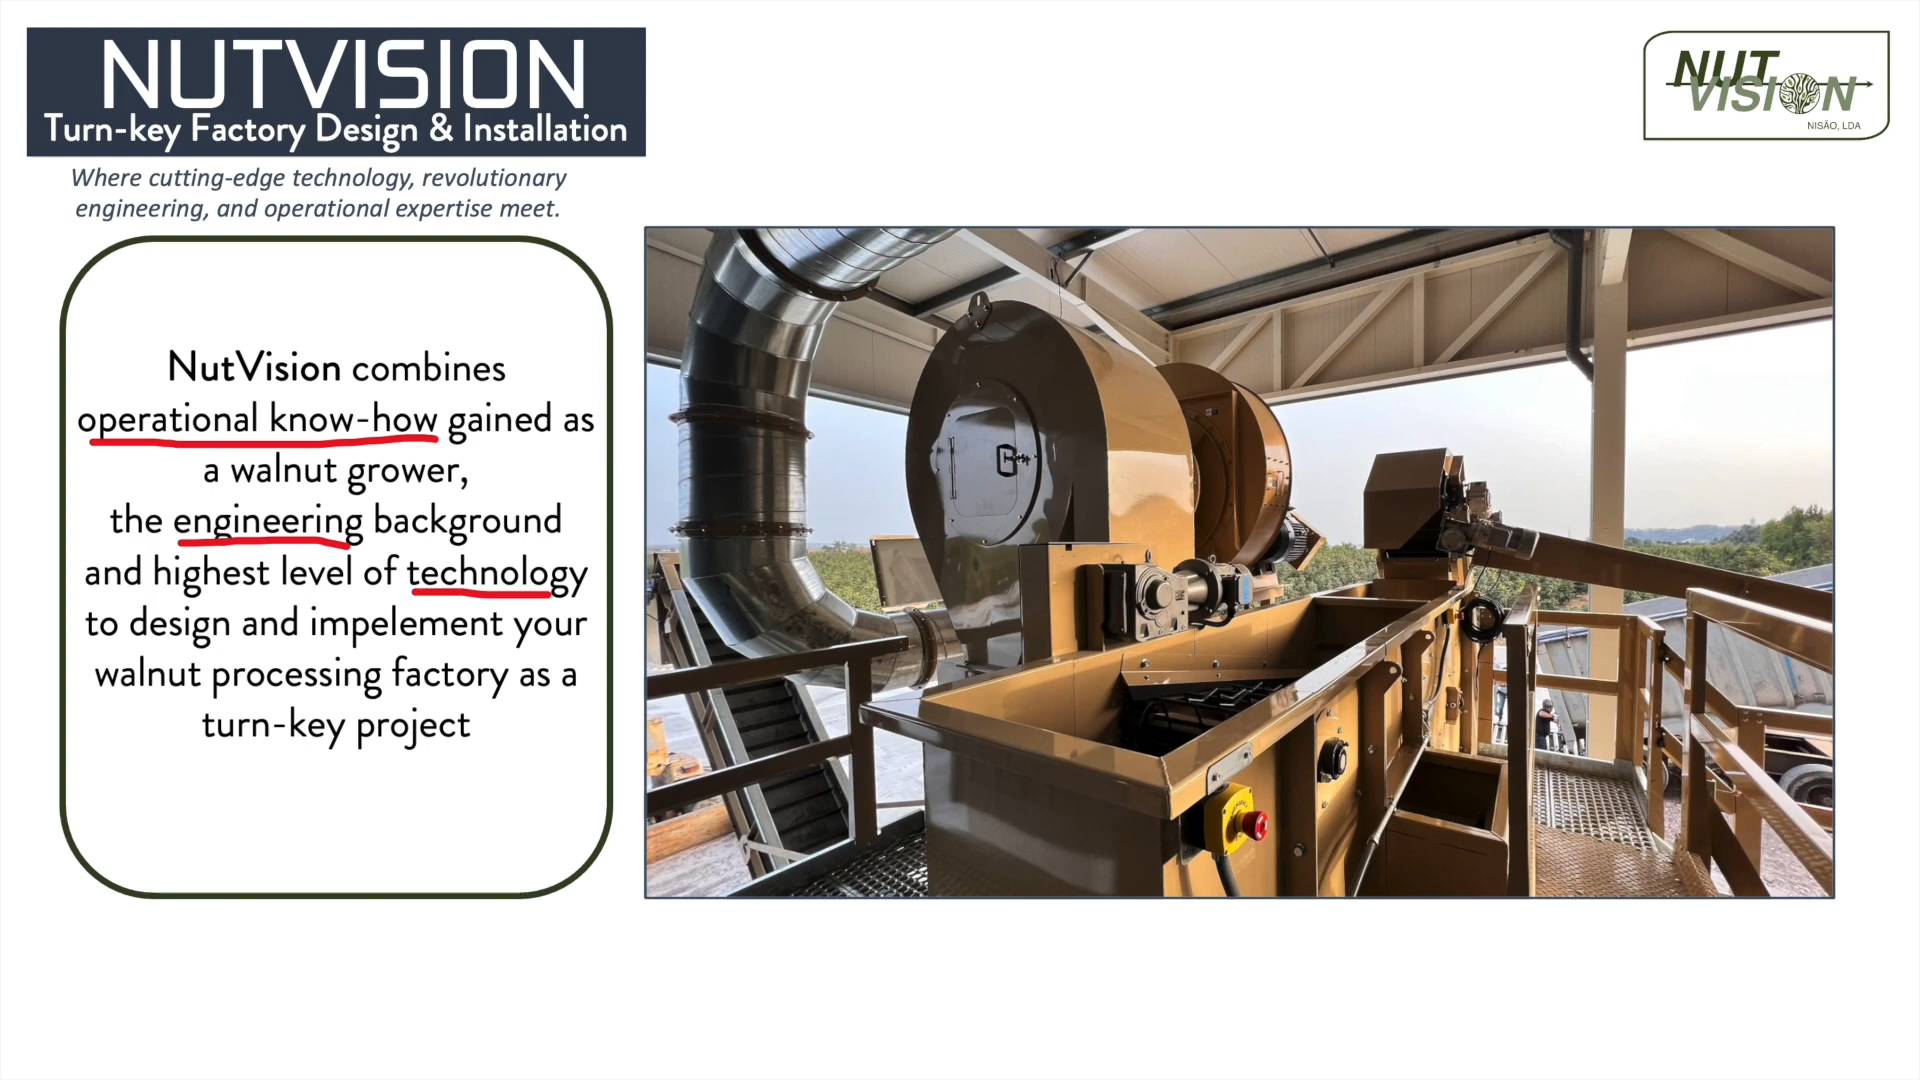 NUTVISION
Turn-key Factory Design & Installation
Where cutting-edge technology, revolutionary
engineering, and operational expertise meet.
NUT
VISION
NISÃO, LDA
NutVision combines
operational know-how gained as
a walnut grower,
the engineering background
and highest level of technology
to design and impelement your
walnut processing factory as a
turn-key project